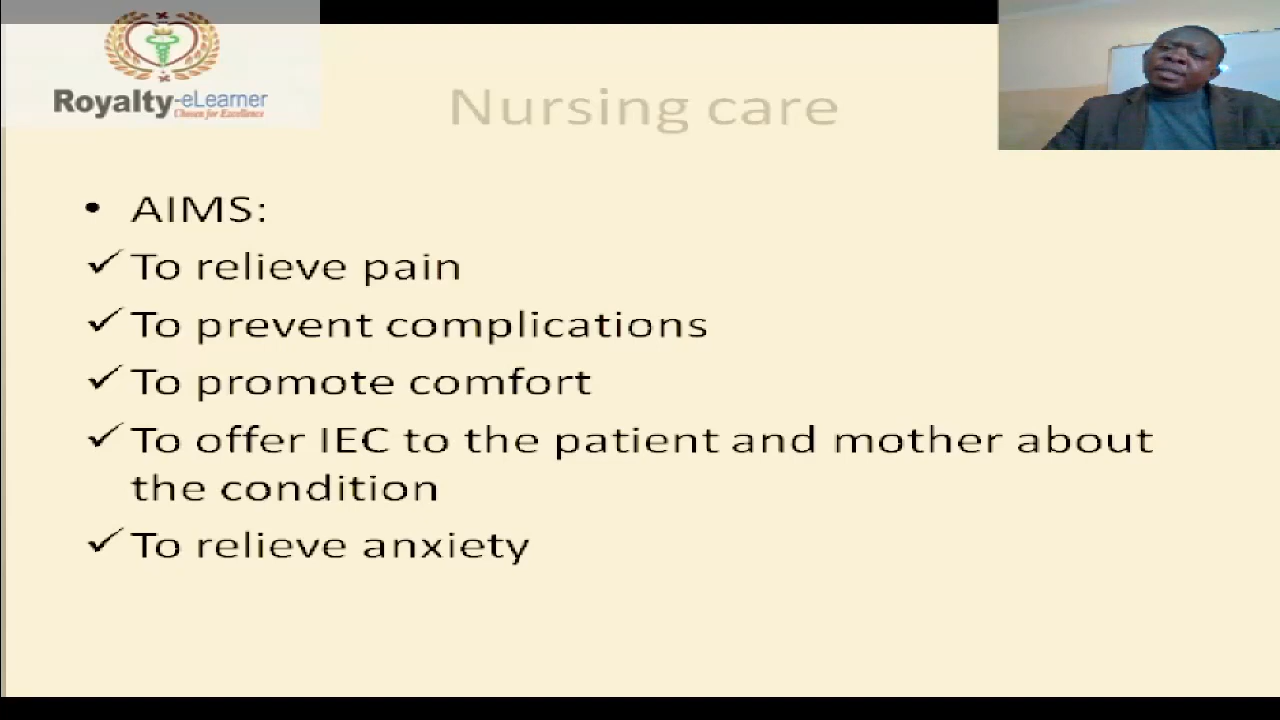 Royalty-eLearner
Chosen for Excellence
Nursing care
• AIMS:
✓ To relieve pain
✓ To prevent complications
✓ To promote comfort
✓ To offer IEC to the patient and mother about
the condition
✓ To relieve anxiety